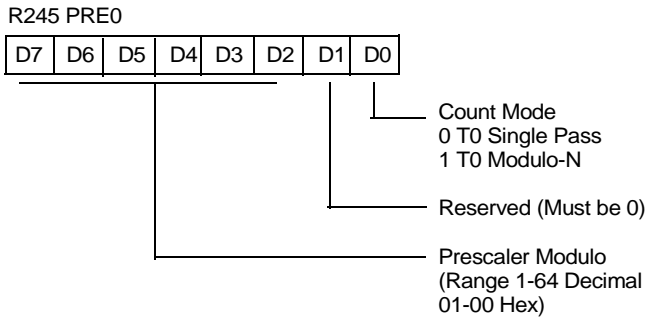 R245 PRE0
D7 D6 D5 D4 D3 D2 D1 D0
Count Mode
0 T0 Single Pass
1 T0 Modulo-N
Reserved (Must be 0)
Prescaler Modulo
(Range 1-64 Decimal
01-00 Hex)